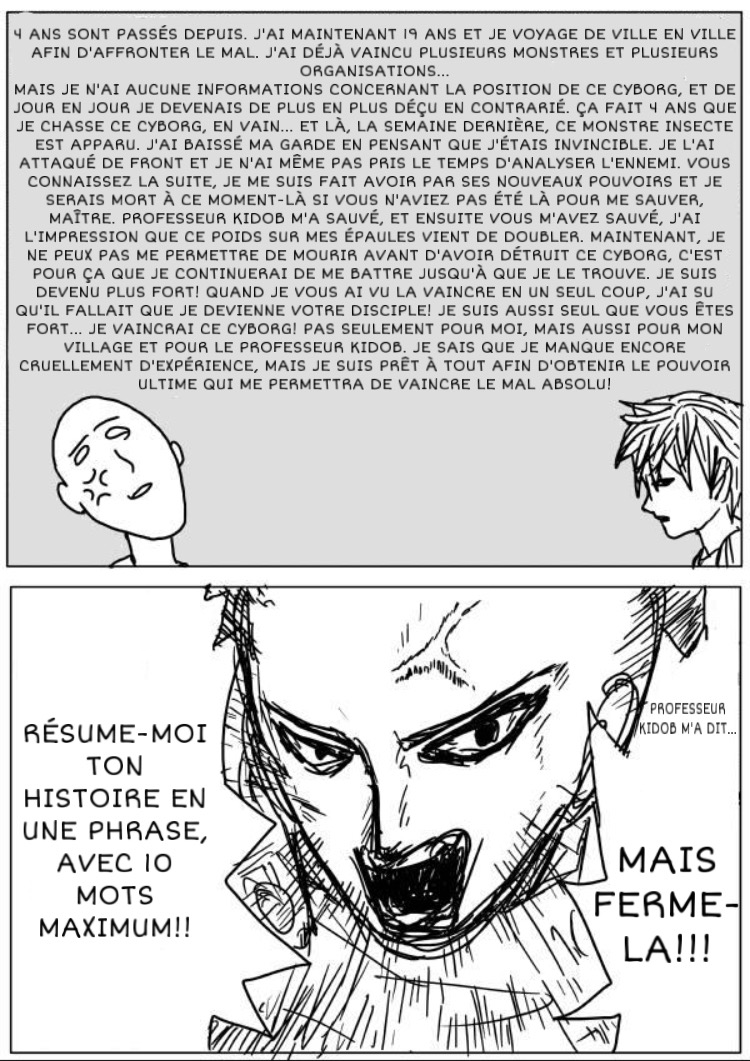 4 ANS SONT PASSÉS DEPUIS. J'AI MAINTENANT 19 ANS ET JE VOYAGE DE VILLE EN VILLE
AFIN D'AFFRONTER LE MAL. J'AI DÉJÀ VAINCU PLUSIEURS MONSTRES ET PLUSIEURS
ORGANISATIONS...
MAIS JE N'AI AUCUNE INFORMATIONS CONCERNANT LA POSITION DE CE CYBORG, ET DE
JOUR EN JOUR JE DEVENAIS DE PLUS EN PLUS DÉÇU EN CONTRARIÉ. ÇA FAIT 4 ANS QUE
JE CHASSE CE CYBORG, EN VAIN... ET LÀ, LA SEMAINE DERNIÈRE, CE MONSTRE INSECTE
EST APPARU. J'AI BAISSÉ MA GARDE EN PENSANT QUE J'ÉTAIS INVINCIBLE. JE L'AI
ATTAQUÉ DE FRONT ET JE N'AI MÊME PAS PRIS LE TEMPS D'ANALYSER L'ENNEMI. VOUS
CONNAISSEZ LA SUITE, JE ME SUIS FAIT AVOIR PAR SES NOUVEAUX POUVOIRS ET JE
SERAIS MORT À CE MOMENT-LÀ SI VOUS N'AVIEZ PAS ÉTÉ LÀ POUR ME SAUVER,
MAÎTRE. PROFESSEUR KIDOB M'A SAUVÉ, ET ENSUITE VOUS M'AVEZ SAUVÉ, J'AI
L'IMPRESSION QUE CE POIDS SUR MES ÉPAULES VIENT DE DOUBLER. MAINTENANT, JE
NE PEUX PAS ME PERMETTRE DE MOURIR AVANT D'AVOIR DÉTRUIT CE CYBORG, C'EST
POUR ÇA QUE JE CONTINUERAI DE ME BATTRE JUSQU'À QUE JE LE TROUVE. JE SUIS
DEVENU PLUS FORT! QUAND JE VOUS AI VU LA VAINCRE EN UN SEUL COUP, J'AI SU
QU'IL FALLAIT QUE JE DEVIENNE VOTRE DISCIPLE! JE SUIS AUSSI SEUL QUE VOUS ÊTES
FORT... JE VAINCRAI CE CYBORG! PAS SEULEMENT POUR MOI, MAIS AUSSI POUR MON
VILLAGE ET POUR LE PROFESSEUR KIDOB. JE SAIS QUE JE MANQUE ENCORE
CRUELLEMENT D'EXPÉRIENCE, MAIS JE SUIS PRÊT À TOUT AFIN D'OBTENIR LE POUVOIR
ULTIME QUI ME PERMETTRA DE VAINCRE LE MAL ABSOLU!
PROFESSEUR
KIDOB M'A DIT...
MAIS
FERME-
LA!!!
RÉSUME-MOI
TON
HISTOIRE EN
UNE PHRASE,
AVEC 10
MOTS
MAXIMUM!!